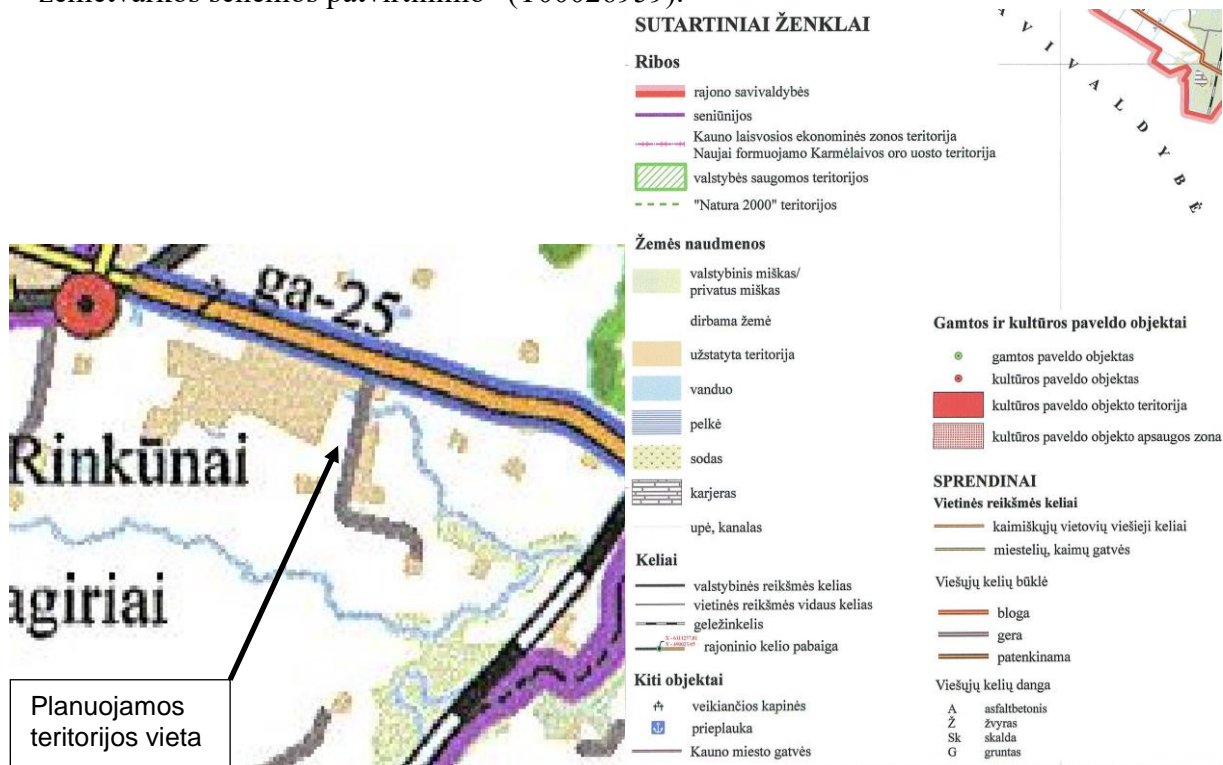 SUTARTINIAI ŽENKLAI
Ribos
rajono savivaldybės
seniūnijos
Kauno laisvosios ekonominės zonos teritorija
Naujai formuojamo Karmėlaivos oro uosto teritorija
valstybės saugomos teritorijos
"Natura 2000" teritorijos
Žemės naudmenos
valstybinis miškas/
privatus miškas
dirbama žemė
užstatyta teritorija
vanduo
pelkė
sodas
karjeras
upė, kanalas
Keliai
valstybinės reikšmės kelias
vietinės reikšmės vidaus kelias
geležinkelis
rajoninio kelio pabaiga
Kiti objektai
veikiančios kapinės
prieplauka
Kauno miesto gatvės
VIVALDYBĖ
Gamtos ir kultūros paveldo objektai
gamtos paveldo objektas
kultūros paveldo objektas
kultūros paveldo objekto teritorija
kultūros paveldo objekto apsaugos zona
SPRENDINAI
Vietinės reikšmės keliai
kaimiškųjų vietovių viešieji keliai
miestelių, kaimų gatvės
Viešųjų kelių būklė
bloga
gera
patenkinama
Viešųjų kelių danga
A asfaltbetonis
Ž žvyras
Sk skalda
G gruntas
ga-25
Rinkūnai
agiriai
Planuojamos
teritorijos vieta